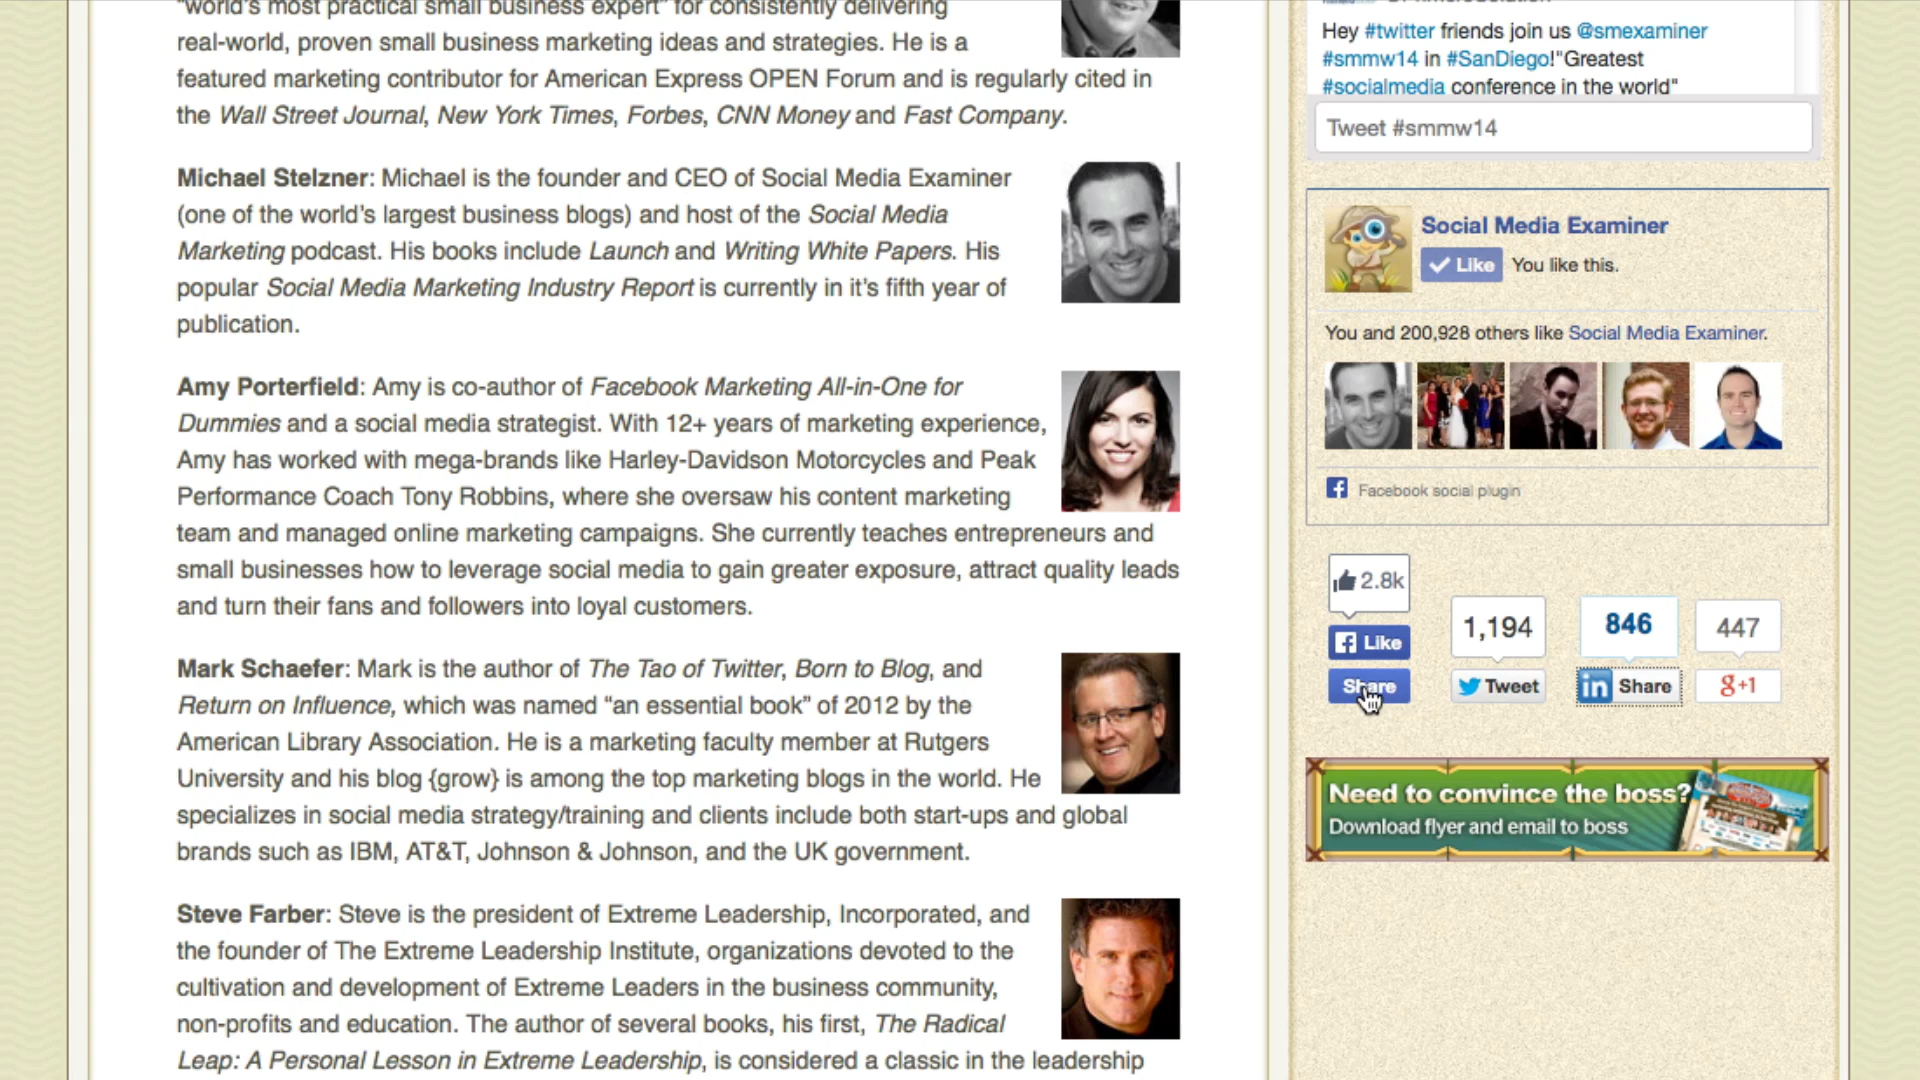 "world's most practical small business expert" for consistently delivering
real-world, proven small business marketing ideas and strategies. He is a
featured marketing contributor for American Express OPEN Forum and is regularly cited in
the Wall Street Journal, New York Times, Forbes, CNN Money and Fast Company.
Michael Stelzner: Michael is the founder and CEO of Social Media Examiner
(one of the world's largest business blogs) and host of the Social Media
Marketing podcast. His books include Launch and Writing White Papers. His
popular Social Media Marketing Industry Report is currently in it's fifth year of
publication.
Amy Porterfield: Amy is co-author of Facebook Marketing All-in-One for
Dummies and a social media strategist. With 12+ years of marketing experience,
Amy has worked with mega-brands like Harley-Davidson Motorcycles and Peak
Performance Coach Tony Robbins, where she oversaw his content marketing
team and managed online marketing campaigns. She currently teaches entrepreneurs and
small businesses how to leverage social media to gain greater exposure, attract quality leads
and turn their fans and followers into loyal customers.
Mark Schaefer: Mark is the author of The Tao of Twitter, Born to Blog, and
Return on Influence, which was named “an essential book” of 2012 by the
American Library Association. He is a marketing faculty member at Rutgers
University and his blog {grow} is among the top marketing blogs in the world. He
specializes in social media strategy/training and clients include both start-ups and global
brands such as IBM, AT&T, Johnson & Johnson, and the UK government.
Steve Farber: Steve is the president of Extreme Leadership, Incorporated, and
the founder of The Extreme Leadership Institute, organizations devoted to the
cultivation and development of Extreme Leaders in the business community,
non-profits and education. The author of several books, his first, The Radical
Leap: A Personal Lesson in Extreme Leadership, is considered a classic in the leadership
Hey #twitter friends join us @smexaminer
#smmw14 in #SanDiego!"Greatest
#socialmedia conference in the world"
Tweet #smmw14
Social Media Examiner
Like You like this.
You and 200,928 others like Social Media Examiner.
Facebook social plugin
2.8k
1,194
846
447
Like
Share
Tweet
in Share
g+1
Need to convince the boss?
Download flyer and email to boss